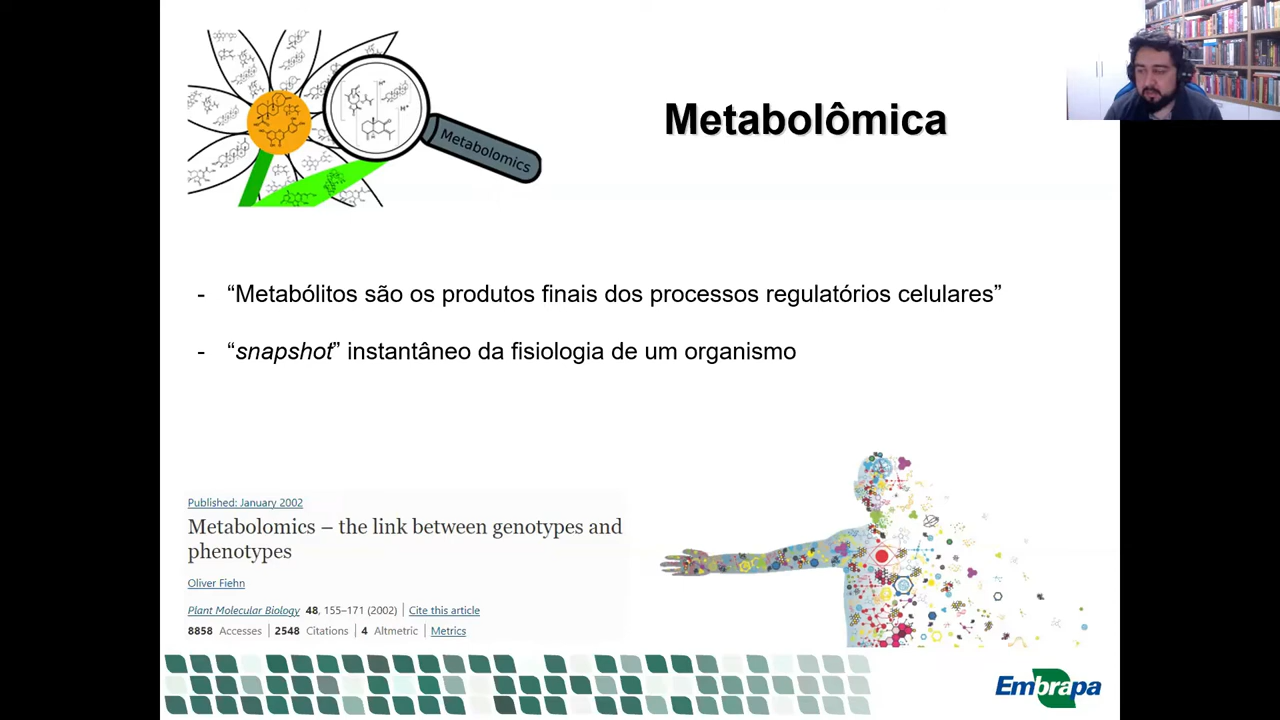 Metabolomics
Metabolômica
- “Metabólitos são os produtos finais dos processos regulatórios celulares”
- “snapshot” instantâneo da fisiologia de um organismo
Published: January 2002
Metabolomics – the link between genotypes and
phenotypes
Oliver Fiehn
Plant Molecular Biology 48, 155–171 (2002) | Cite this article
8858 Accesses | 2548 Citations | 4 Altmetric | Metrics
Embrapa